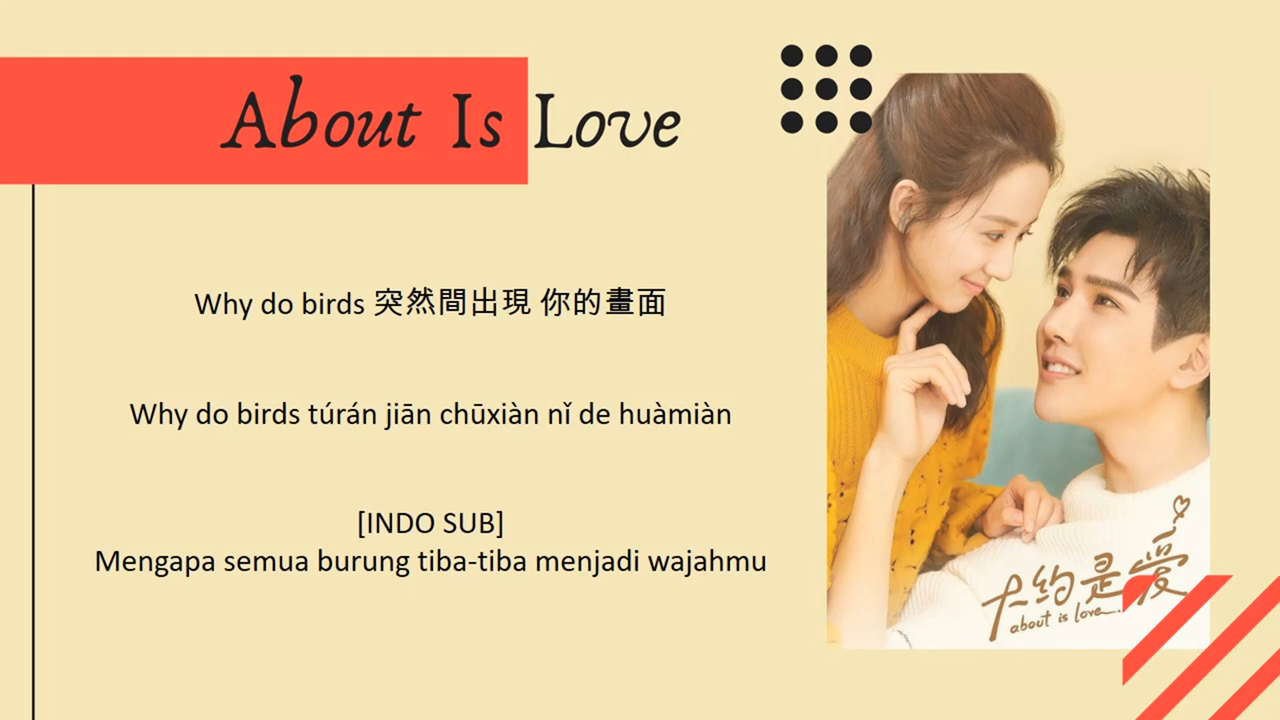 About Is Love
Why do birds 突然間出現 你的畫面
Why do birds túrán jiān chūxiàn nǐ de huàmiàn
[INDO SUB]
Mengapa semua burung tiba-tiba menjadi wajahmu
大约是爱
about is love